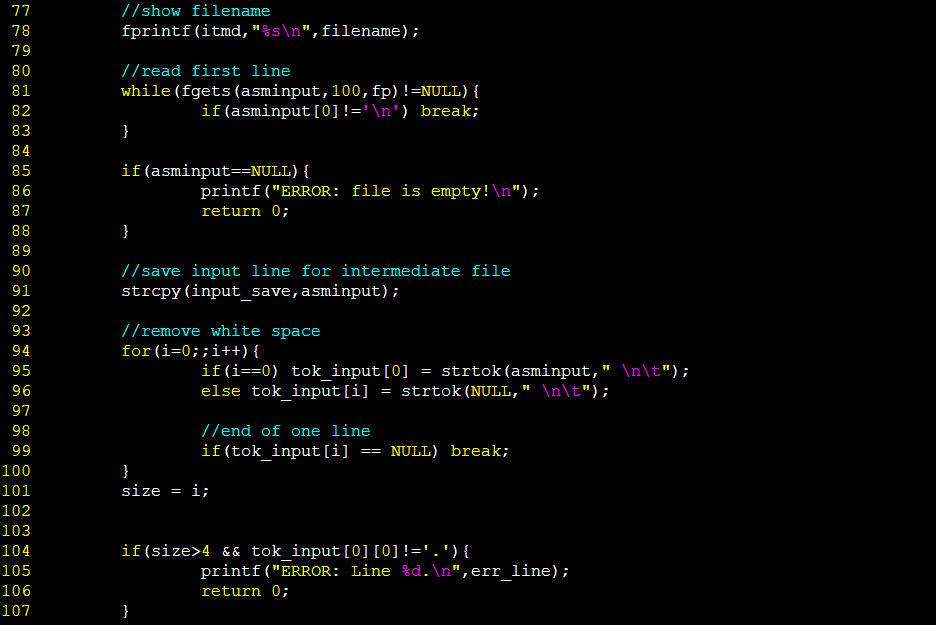 77         //show filename
78         fprintf(itmd,"%s\n",filename);
79
80         //read first line
81         while(fgets(asminput,100,fp)!=NULL){
82                 if(asminput[0]!='\n') break;
83         }
84
85         if(asminput==NULL){
86                 printf("ERROR: file is empty!\n");
87                 return 0;
88         }
89
90         //save input line for intermediate file
91         strcpy(input_save,asminput);
92
93         //remove white space
94         for(i=0;;i++){
95                 if(i==0) tok_input[0] = strtok(asminput," \n\t");
96                 else tok_input[i] = strtok(NULL," \n\t");
97
98                 //end of one line
99                 if(tok_input[i] == NULL) break;
100         }
101         size = i;
102
103
104         if(size>4 && tok_input[0][0]!='.'){
105                 printf("ERROR: Line %d.\n",err_line);
106                 return 0;
107         }